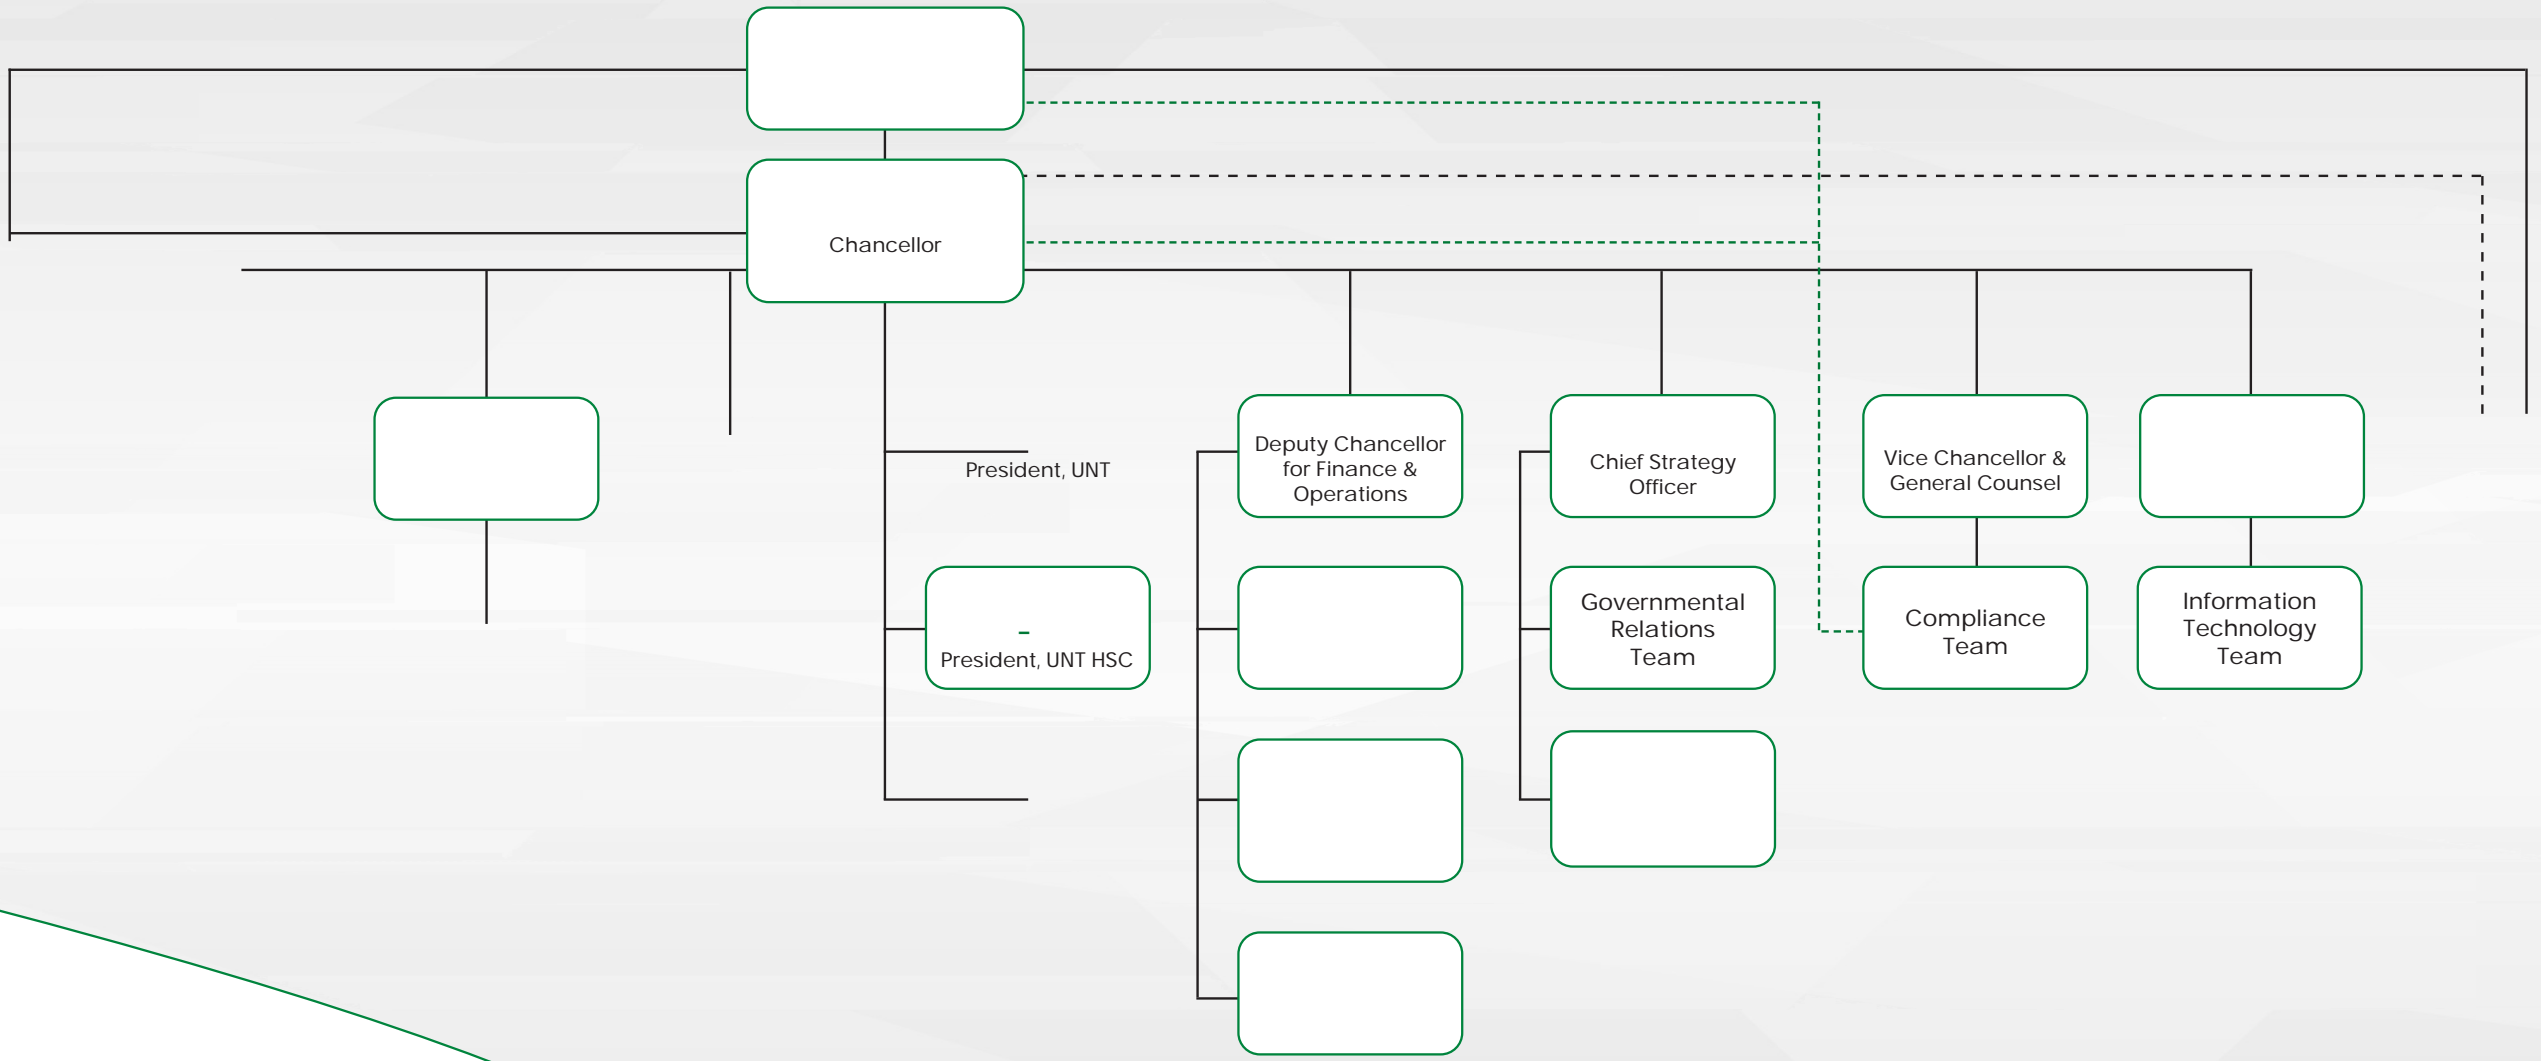 Chancellor
President, UNT
–
President, UNT HSC
Deputy Chancellor
for Finance &
Operations
Chief Strategy
Officer
Governmental
Relations
Team
Vice Chancellor &
General Counsel
Compliance
Team
Information
Technology
Team